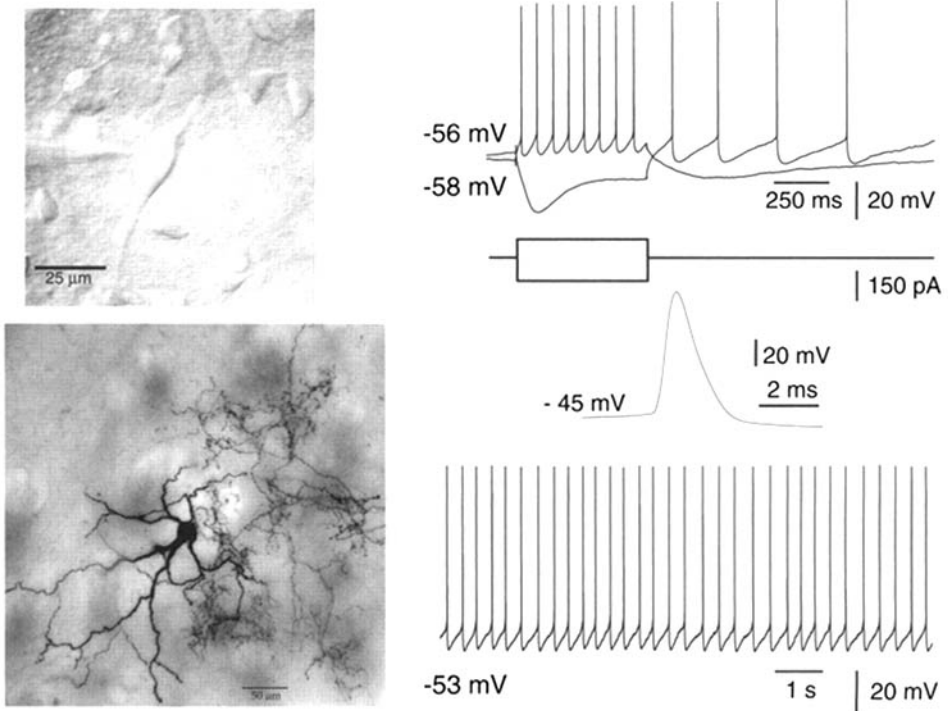 25 μm
50 μm
-56 mV
-58 mV
250 ms
20 mV
150 pA
20 mV
2 ms
- 45 mV
-53 mV
1 s
20 mV